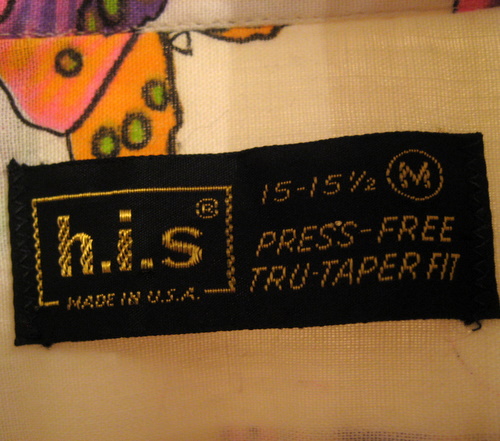 h.i.s®
MADE IN U.S.A.
15-15½ M
PRESS-FREE
TRU-TAPER FIT